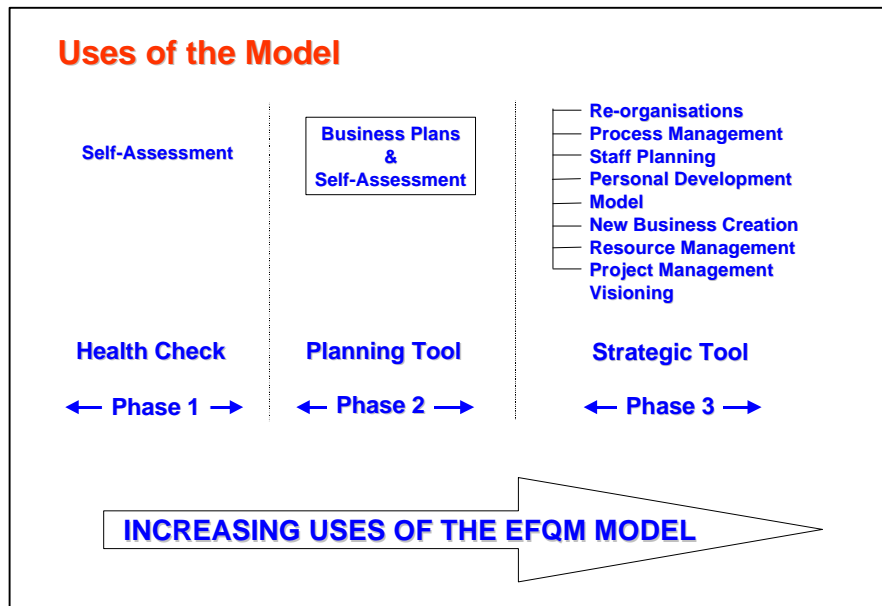 Uses of the Model
Self-Assessment
Business Plans
&
Self-Assessment
Re-organisations
Process Management
Staff Planning
Personal Development
Model
New Business Creation
Resource Management
Project Management
Visioning
Health Check
Planning Tool
Strategic Tool
Phase 1
Phase 2
Phase 3
INCREASING USES OF THE EFQM MODEL